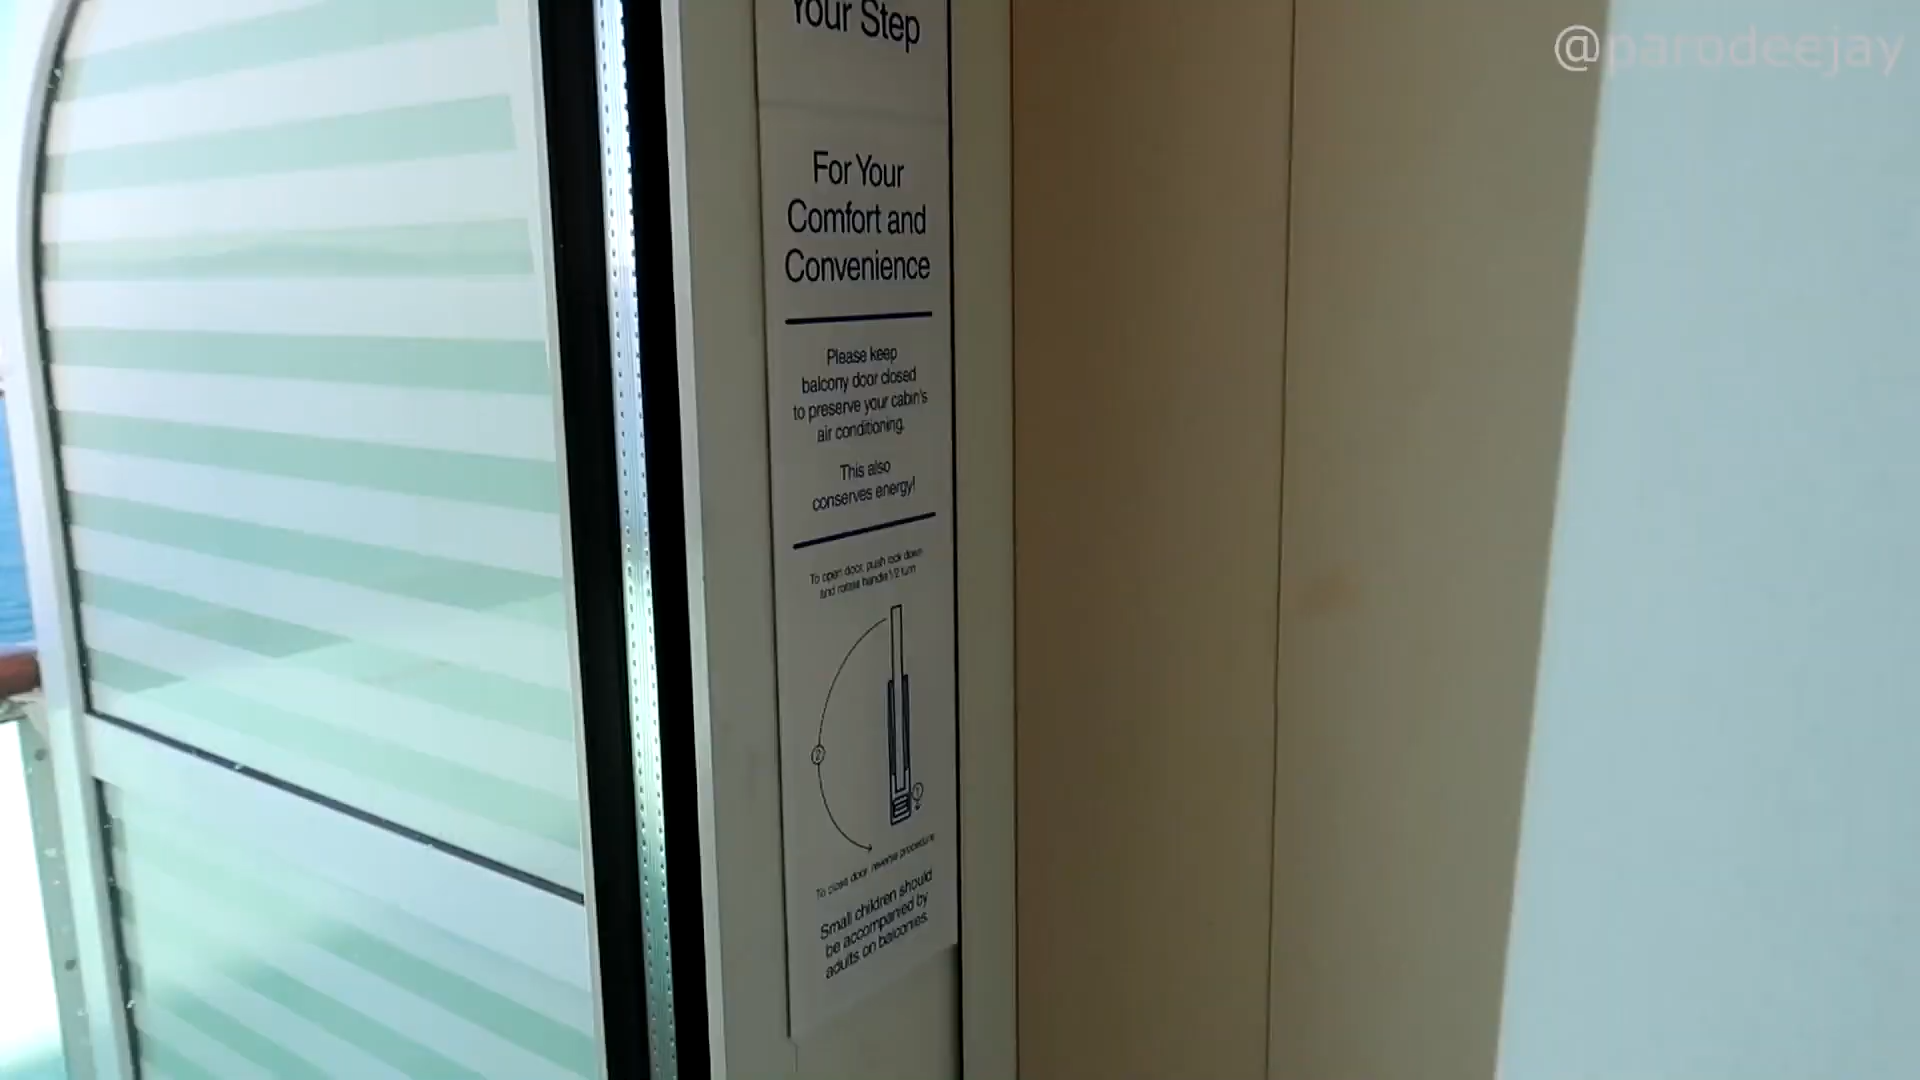 @parodeejay
Your Step
For Your
Comfort and
Convenience
Please keep
balcony door closed
to preserve your cabin's
air conditioning.
This also
conserves energy!
To open door, push lock down
and rotate handle 1/2 turn
2
1
To close door, reverse procedure
Small children should
be accompanied by
adults on balconies.